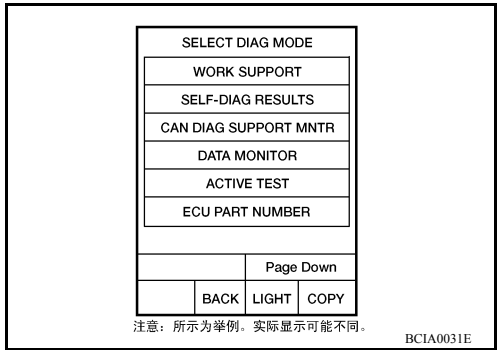 SELECT DIAG MODE
WORK SUPPORT
SELF-DIAG RESULTS
CAN DIAG SUPPORT MNTR
DATA MONITOR
ACTIVE TEST
ECU PART NUMBER
Page Down
BACK LIGHT COPY
注意：所示为举例。实际显示可能不同。
BCIA0031E